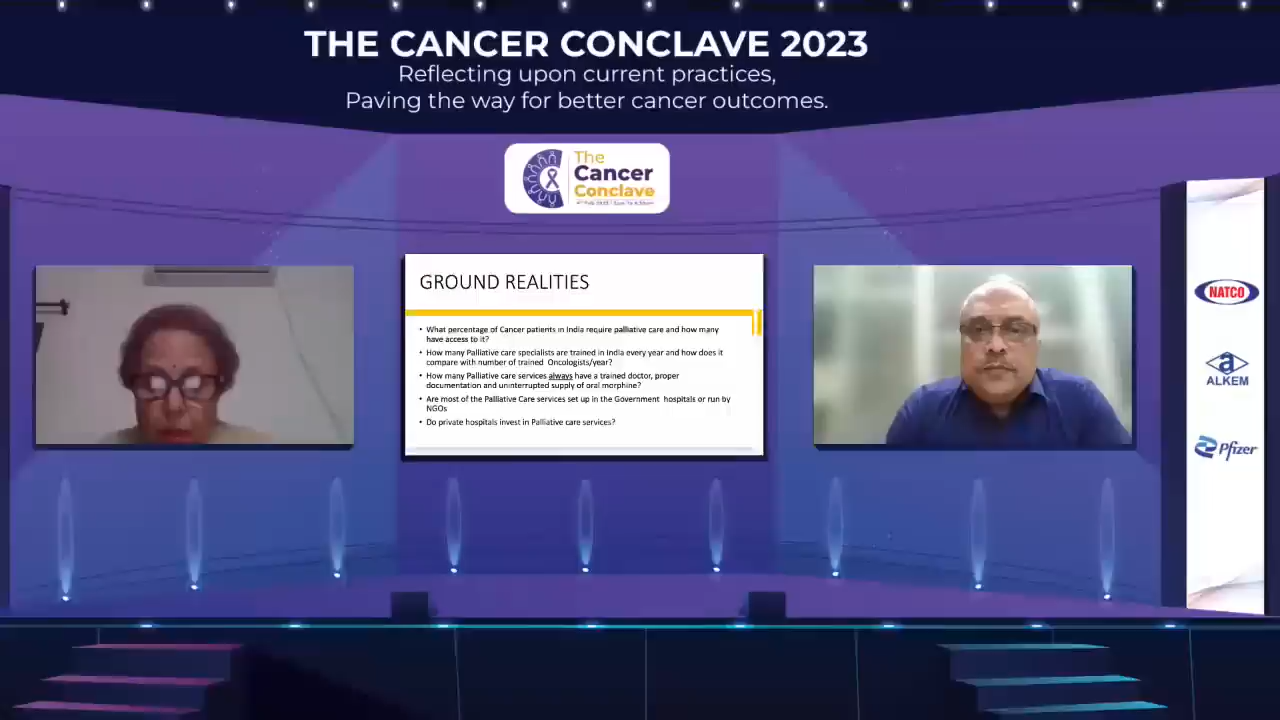 THE CANCER CONCLAVE 2023
Reflecting upon current practices,
Paving the way for better cancer outcomes.
The
Cancer
Conclave
GROUND REALITIES
• What percentage of Cancer patients in India require palliative care and how many
have access to it?
• How many Palliative care specialists are trained in India every year and how does it
compare with number of trained Oncologists/year?
• How many Palliative care services always have a trained doctor, proper
documentation and uninterrupted supply of oral morphine?
• Are most of the Palliative Care services set up in the Government hospitals or run by
NGOs
• Do private hospitals invest in Palliative care services?
NATCO
a
ALKEM
Pfizer